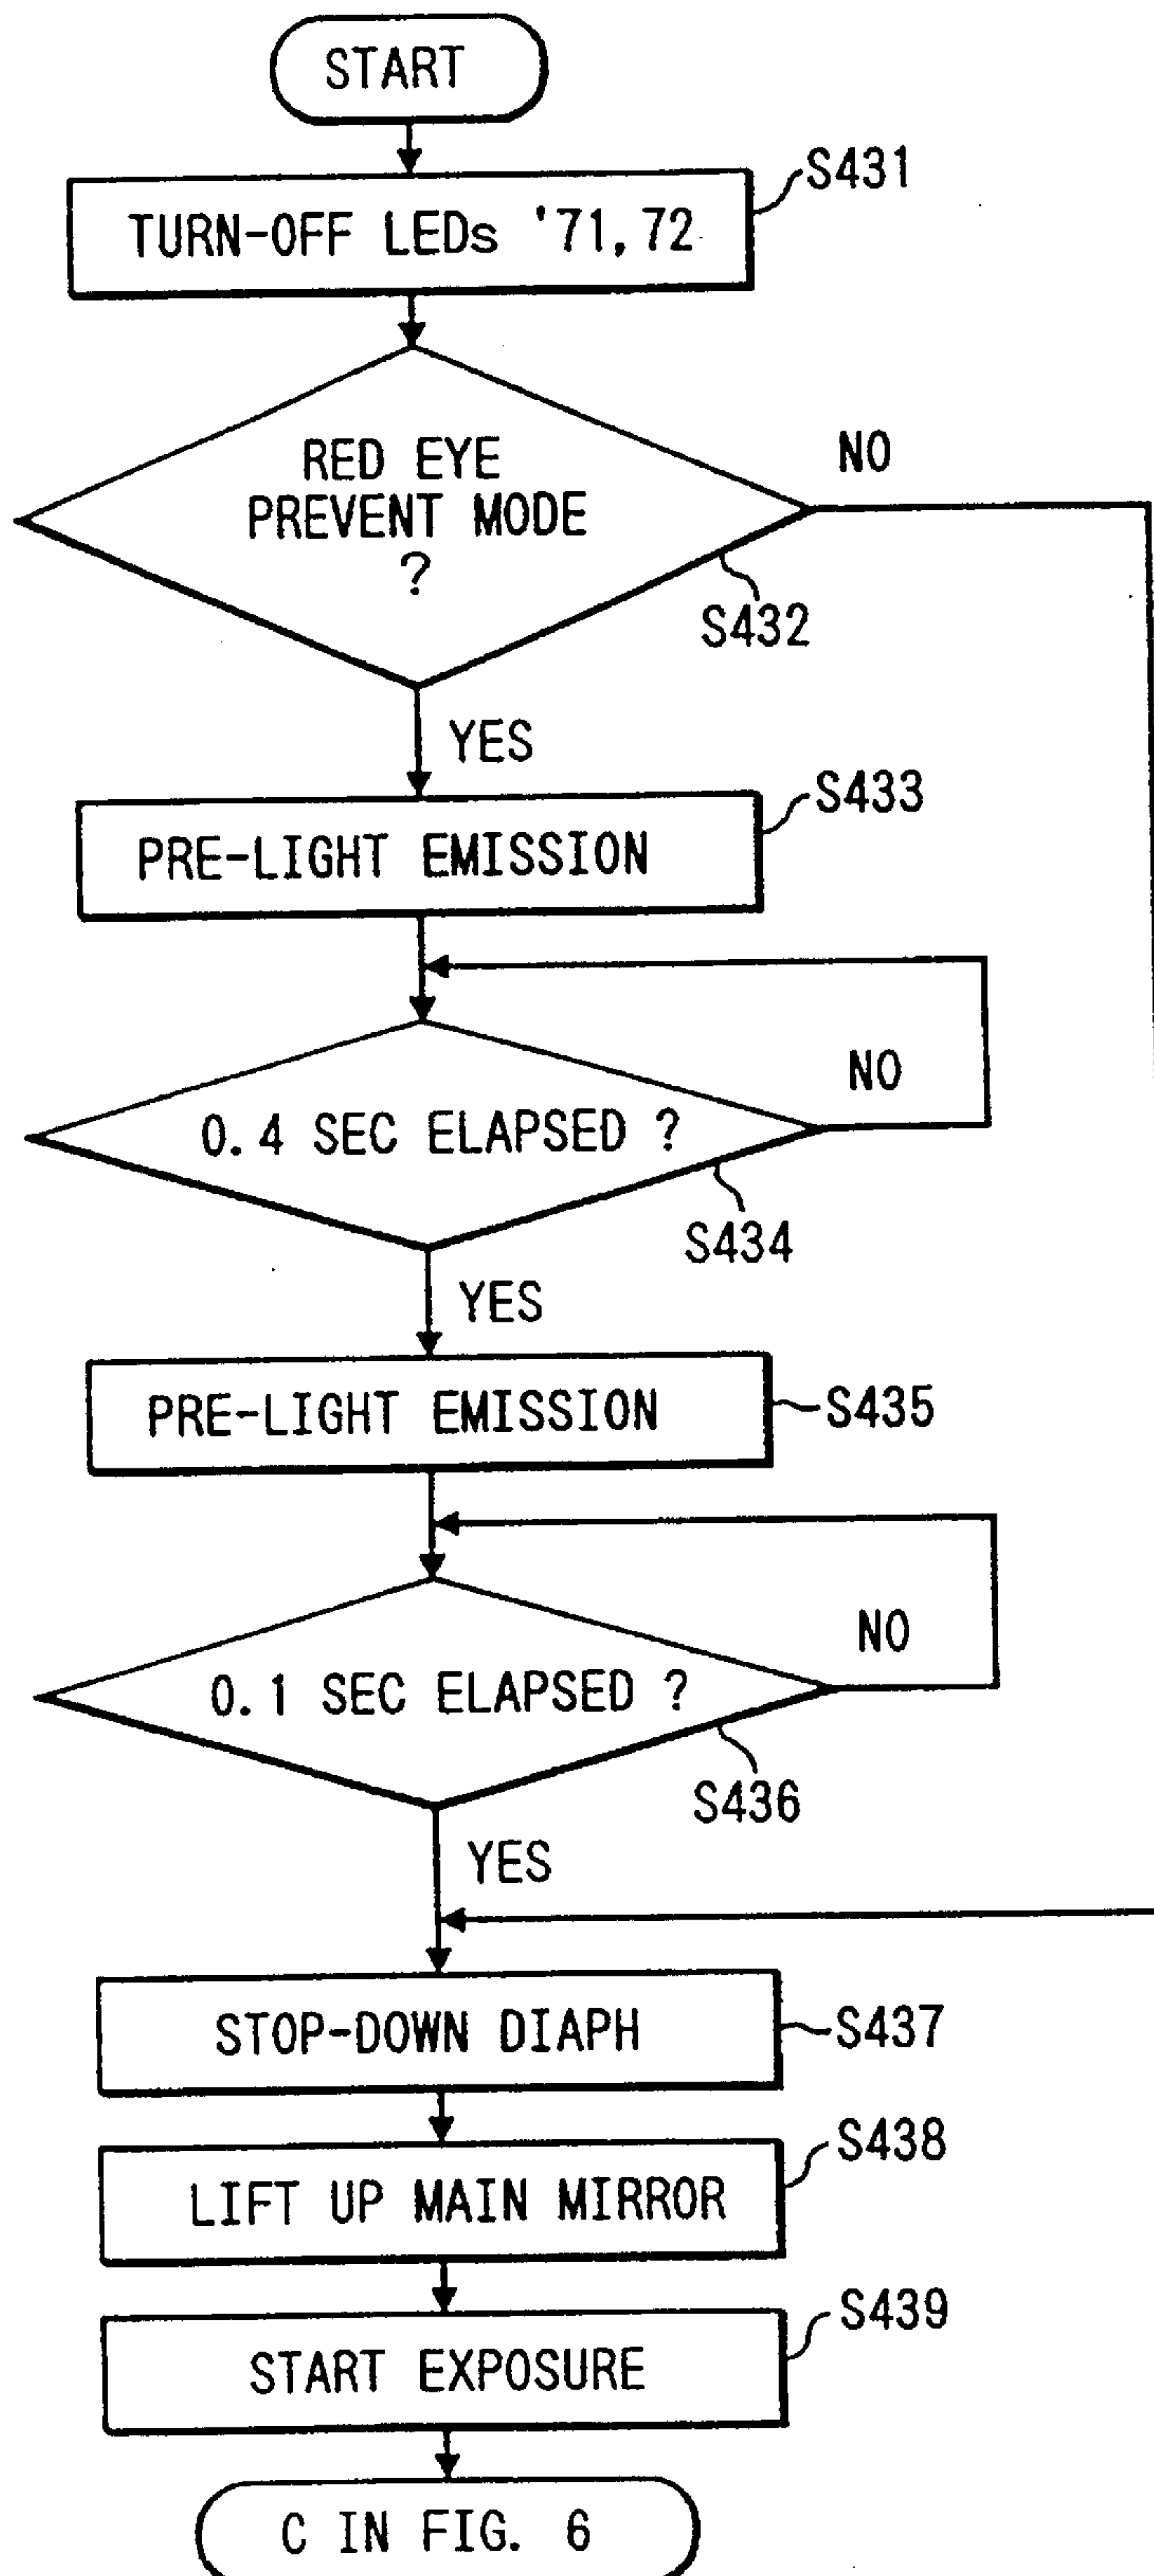 START
S431
TURN-OFF LEDs '71, 72
RED EYE
PREVENT MODE
?
NO
S432
YES
S433
PRE-LIGHT EMISSION
NO
0.4 SEC ELAPSED ?
S434
YES
PRE-LIGHT EMISSION
S435
NO
0.1 SEC ELAPSED ?
S436
YES
STOP-DOWN DIAPH
S437
S438
LIFT UP MAIN MIRROR
S439
START EXPOSURE
C IN FIG. 6